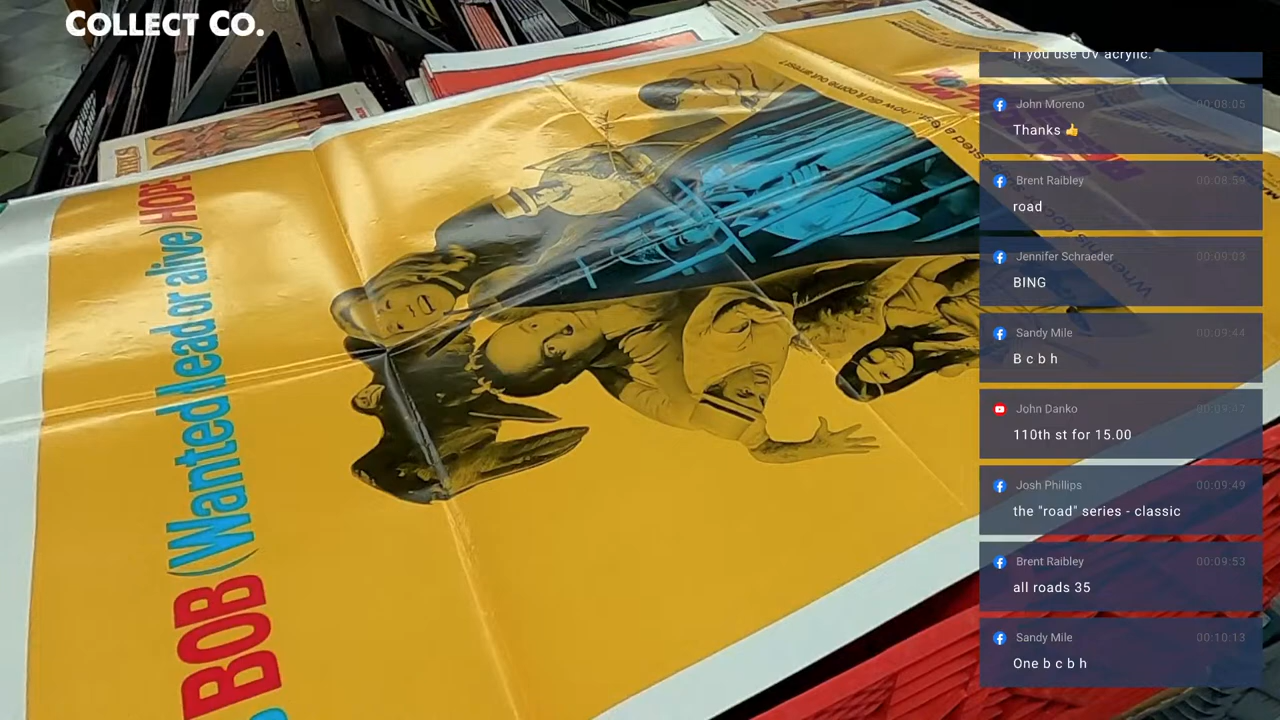 COLLECT CO.
BOB (Wanted dead or alive) HOPE
if you use UV acrylic.
John Moreno 00:08:05
Thanks 👍
Brent Raibley 00:08:59
road
Jennifer Schraeder 00:09:03
BING
Sandy Mile 00:09:44
B c b h
John Danko 00:09:47
110th st for 15.00
Josh Phillips 00:09:49
the "road" series - classic
Brent Raibley 00:09:53
all roads 35
Sandy Mile 00:10:13
One b c b h